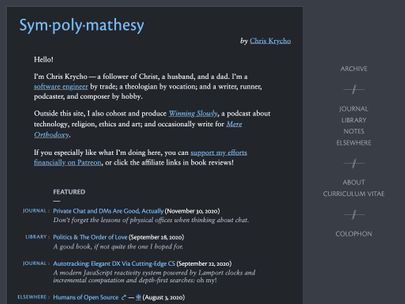 Sym·poly·mathesy
by Chris Krycho
Hello!
I'm Chris Krycho — a follower of Christ, a husband, and a dad. I'm a
software engineer by trade; a theologian by vocation; and a writer, runner,
podcaster, and composer by hobby.
Outside this site, I also cohost and produce Winning Slowly, a podcast about
technology, religion, ethics and art; and occasionally write for Mere
Orthodoxy.
If you especially like what I'm doing here, you can support my efforts
financially on Patreon, or click the affiliate links in book reviews!
FEATURED
JOURNAL : Private Chat and DMs Are Good, Actually (November 30, 2020)
Don't forget the lessons of physical offices when thinking about chat.
LIBRARY : Politics & The Order of Love (September 28, 2020)
A good book, if not quite the one I hoped for.
JOURNAL : Autotracking: Elegant DX Via Cutting-Edge CS (September 22, 2020)
A modern JavaScript reactivity system powered by Lamport clocks and
incremental computation and depth-first searches: oh my!
ELSEWHERE : Humans of Open Source
ARCHIVE
JOURNAL
LIBRARY
NOTES
ELSEWHERE
ABOUT
CURRICULUM VITAE
COLOPHON